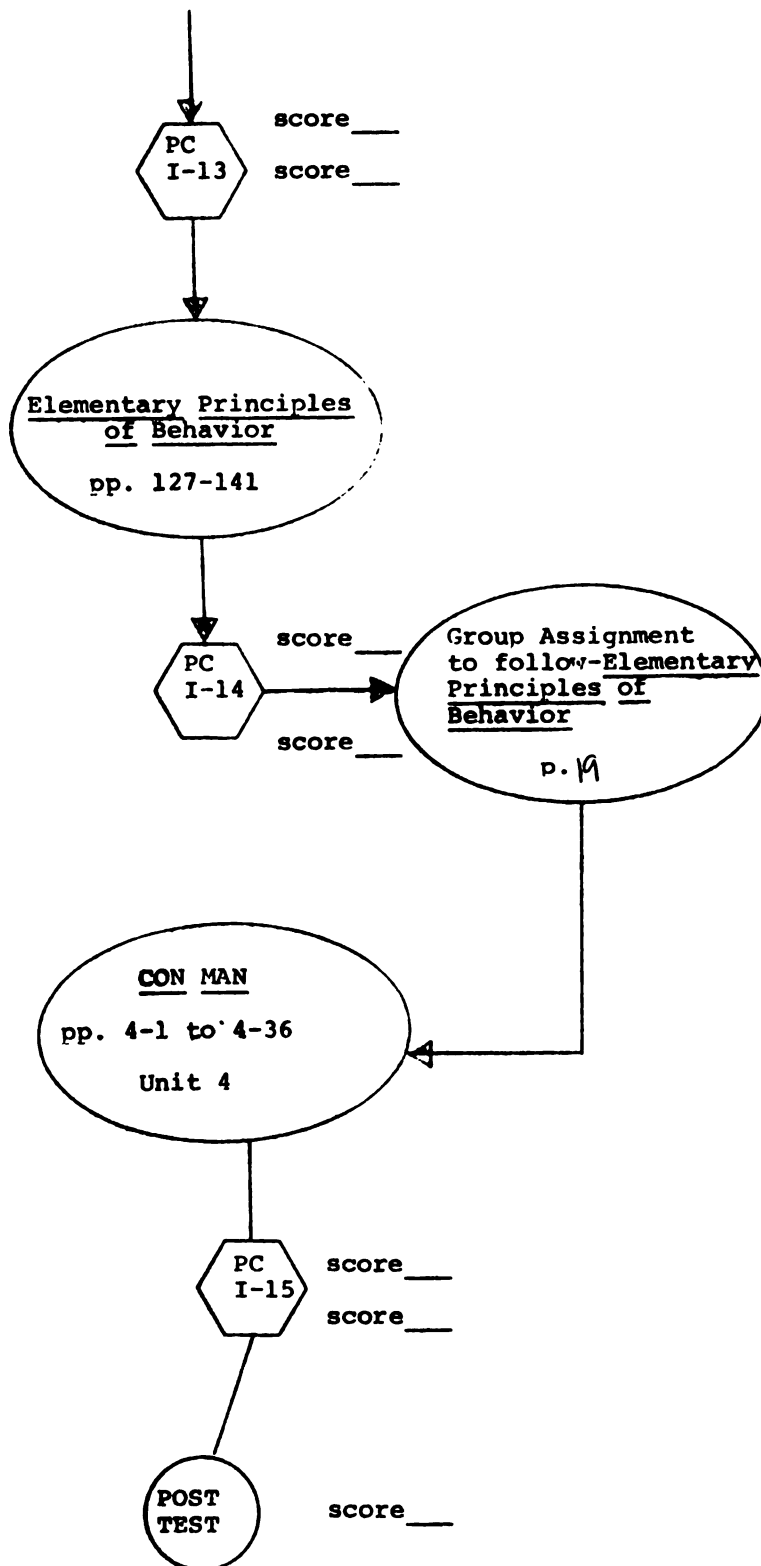 score___
PC
I-13
score___
Elementary Principles
of Behavior
pp. 127-141
score___
PC
I-14
score___
Group Assignment
to follow-Elementary
Principles of
Behavior
p. 19
CON MAN
pp. 4-1 to 4-36
Unit 4
PC
I-15
score___
score___
POST
TEST
score___